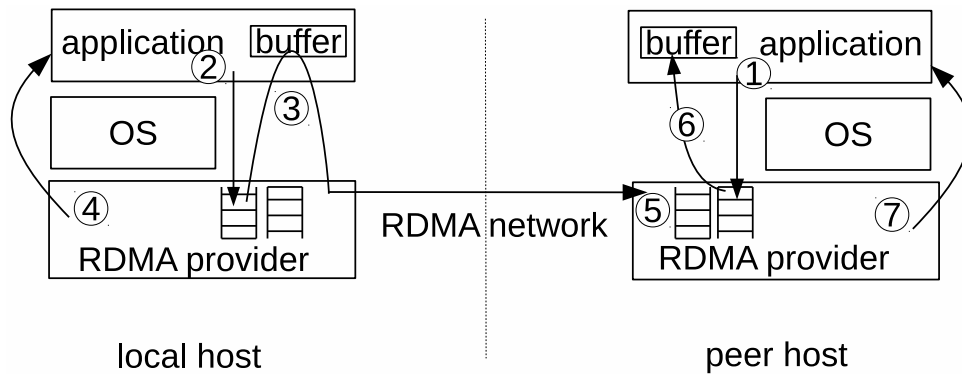 application
buffer
②
③
OS
④
RDMA provider
local host
RDMA network
buffer
application
①
⑥
OS
⑤
⑦
RDMA provider
peer host